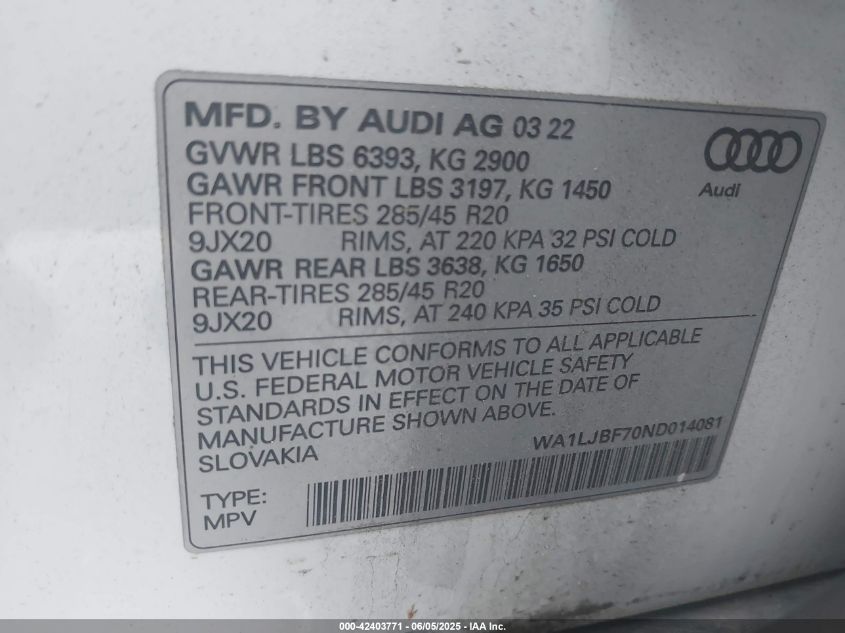 MFD. BY AUDI AG 03 22
GVWR LBS 6393, KG 2900
GAWR FRONT LBS 3197, KG 1450
FRONT-TIRES 285/45 R20
9JX20 RIMS, AT 220 KPA 32 PSI COLD
GAWR REAR LBS 3638, KG 1650
REAR-TIRES 285/45 R20
9JX20 RIMS, AT 240 KPA 35 PSI COLD
Audi
THIS VEHICLE CONFORMS TO ALL APPLICABLE
U.S. FEDERAL MOTOR VEHICLE SAFETY
STANDARDS IN EFFECT ON THE DATE OF
MANUFACTURE SHOWN ABOVE.
SLOVAKIA
WA1LJBF70ND014081
TYPE:
MPV
000-42403771 - 06/05/2025 - IAA Inc.